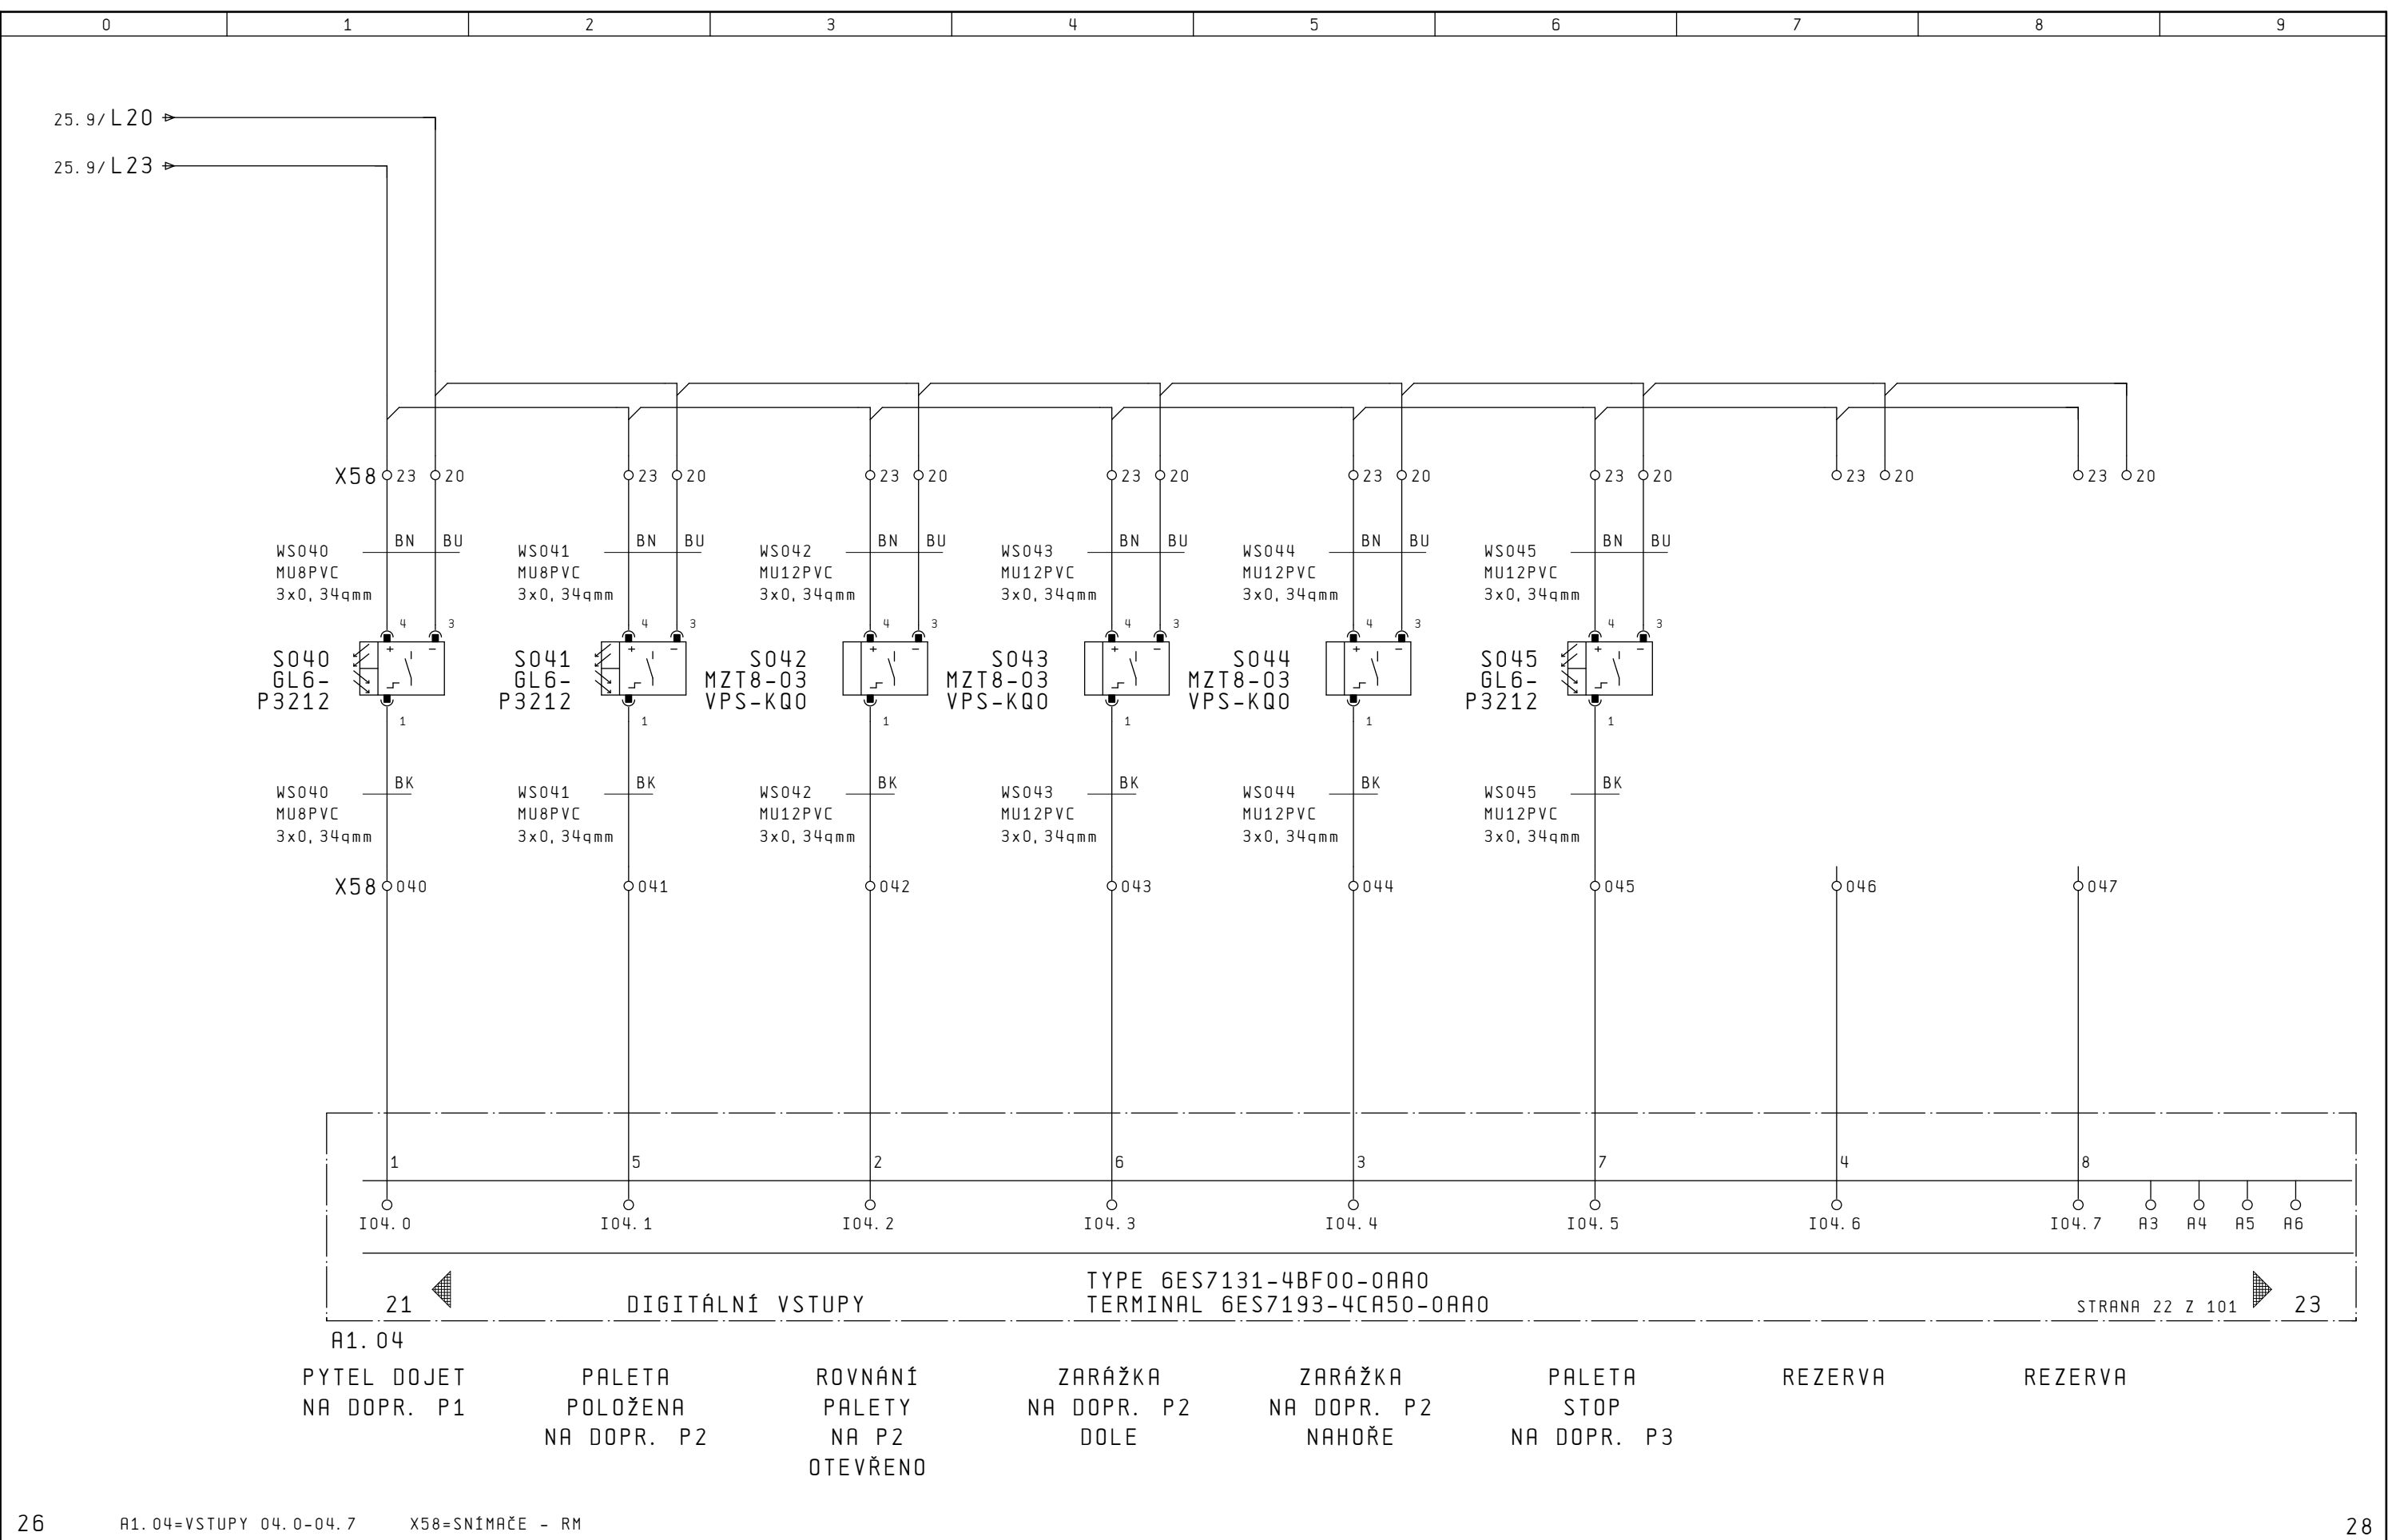 0 1 2 3 4 5 6 7 8 9
25.9/L20
25.9/L23
X58 23 20 23 20 23 20 23 20 23 20 23 20 23 20 23 20
BN BU BN BU BN BU BN BU BN BU BN BU
WS040 WS041 WS042 WS043 WS044 WS045
MU8PVC MU8PVC MU12PVC MU12PVC MU12PVC MU12PVC
3x0,34qmm 3x0,34qmm 3x0,34qmm 3x0,34qmm 3x0,34qmm 3x0,34qmm
4 3 4 3 4 3 4 3 4 3 4 3
+ - + - + - + - + - + -
S040 S041 S042 S043 S044 S045
GL6- GL6- MZT8-03 MZT8-03 MZT8-03 GL6-
P3212 P3212 VPS-KQ0 VPS-KQ0 VPS-KQ0 P3212
1 1 1 1 1 1
BK BK BK BK BK BK
WS040 WS041 WS042 WS043 WS044 WS045
MU8PVC MU8PVC MU12PVC MU12PVC MU12PVC MU12PVC
3x0,34qmm 3x0,34qmm 3x0,34qmm 3x0,34qmm 3x0,34qmm 3x0,34qmm
X58 040 041 042 043 044 045 046 047
1 5 2 6 3 7 4 8
I04.0 I04.1 I04.2 I04.3 I04.4 I04.5 I04.6 I04.7 A3 A4 A5 A6
TYPE 6ES7131-4BF00-0AA0
21 DIGITÁLNÍ VSTUPY TERMINAL 6ES7193-4CA50-0AA0 STRANA 22 Z 101 23
A1.04
PYTEL DOJET PALETA ROVNÁNÍ ZARÁŽKA ZARÁŽKA PALETA REZERVA REZERVA
NA DOPR. P1 POLOŽENA PALETY NA DOPR. P2 NA DOPR. P2 STOP
NA DOPR. P2 NA P2 DOLE NAHOŘE NA DOPR. P3
OTEVŘENO
26 A1.04=VSTUPY 04.0-04.7 X58=SNÍMAČE - RM 28